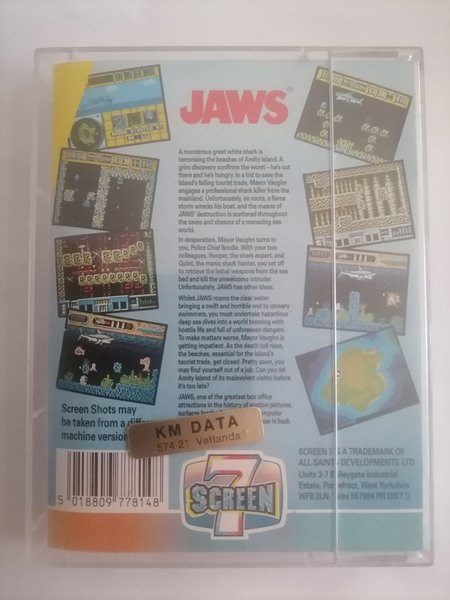 JAWS™
A monstrous great white shark is
terrorising the beaches of Amity Island. A
grim discovery confirms the worst – he's out
there and he's hungry. In a bid to save the
Island's failing tourist trade, Mayor Vaughn
engages a professional shark killer from the
mainland. Unfortunately, en route, a fierce
storm wrecks his boat, and the means of
JAWS' destruction is scattered throughout
the caves and chasms of a menacing sea
world.
In desperation, Mayor Vaughn turns to
you, Police Chief Brodie. With your two
colleagues, Hooper, the shark expert, and
Quint, the manic shark hunter, you set off
to retrieve the lethal weapons from the sea
bed and kill the unwelcome intruder.
Unfortunately, JAWS has other ideas.
Whilst JAWS roams the clear water
bringing a swift and horrible end to unwary
swimmers, you must undertake hazardous
deep sea dives into a world teeming with
hostile life and full of unforeseen dangers.
To make matters worse, Mayor Vaughn is
getting impatient. As the death toll rises,
the beaches, essential for the Island's
tourist trade, get closed. Pretty soon, you
may find yourself out of a job. Can you rid
Amity Island of its malevolent visitor before
it's too late?
JAWS, one of the greatest box office
attractions in the history of motion pictures,
computer
is back.
Screen Shots may
be taken from a
machine version
KM DATA
574 21 Vetlanda
5 018809 778148
7
SCREEN
SCREEN 7 IS A TRADEMARK OF
ALL SAINTS DEVELOPMENTS LTD
Units 3-7 Baileygate Industrial
Estate, Pontefract, West Yorkshire
WF8 2LN. Telex 557994 RR DIST G